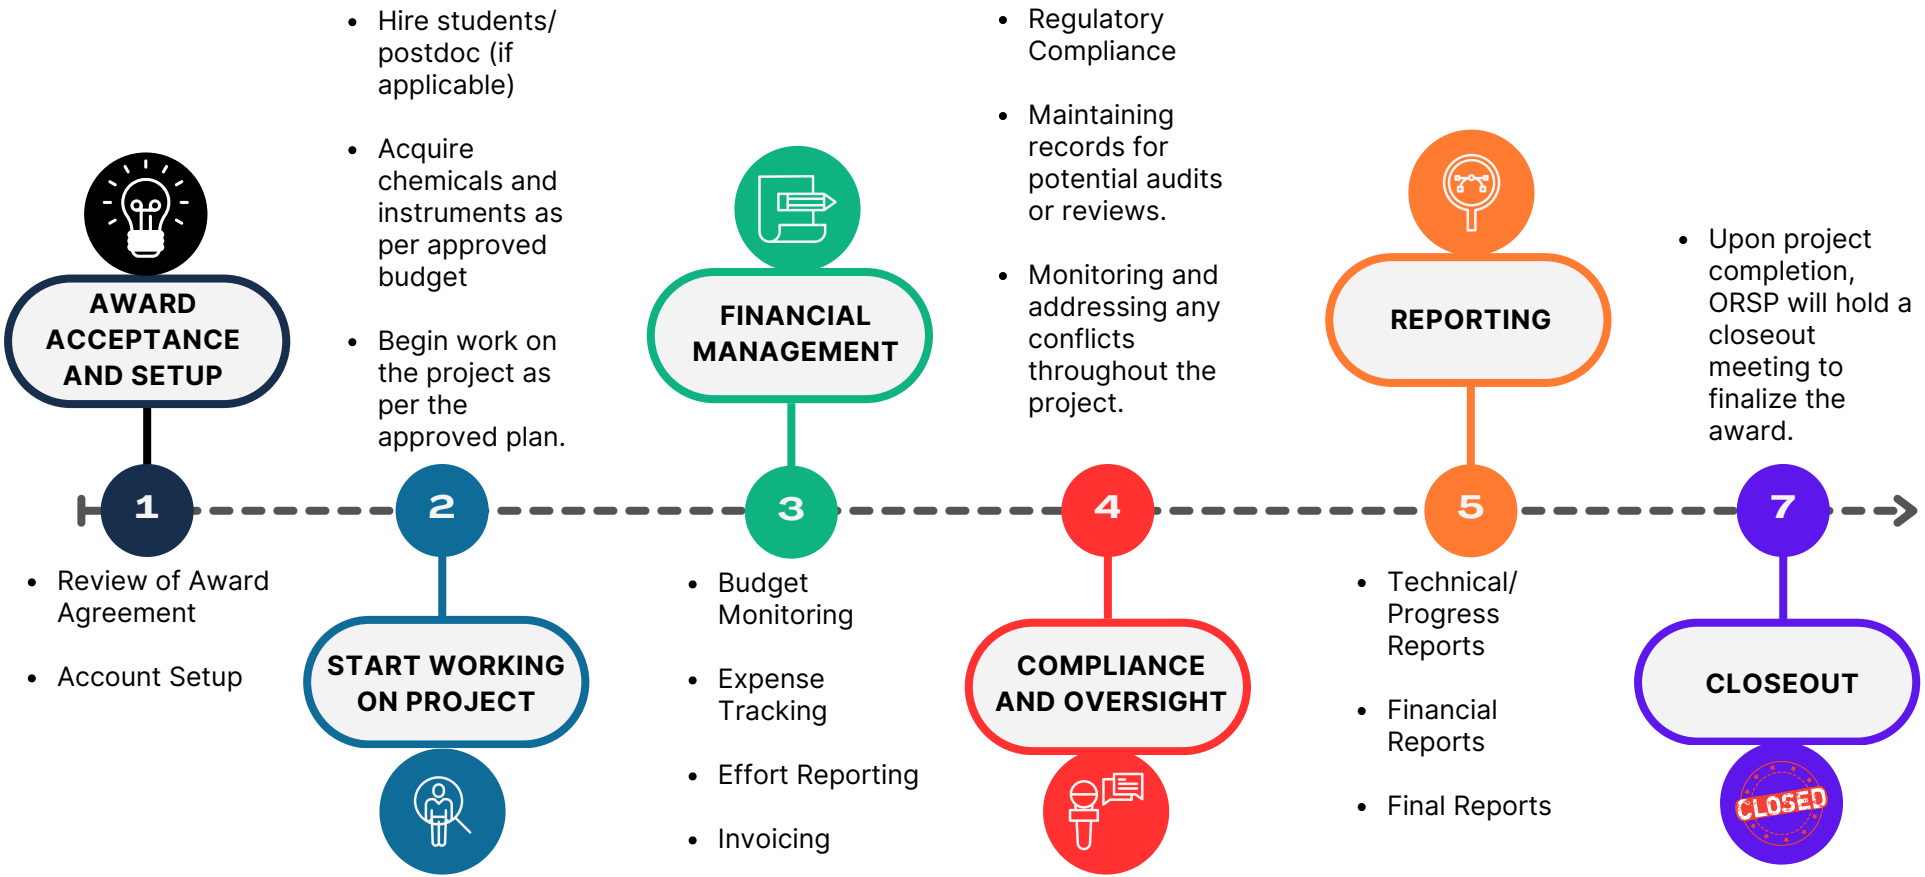 AWARD
ACCEPTANCE
AND SETUP
1
• Review of Award
Agreement
• Account Setup
• Hire students/
postdoc (if
applicable)
• Acquire
chemicals and
instruments as
per approved
budget
• Begin work on
the project as
per the
approved plan.
2
START WORKING
ON PROJECT
FINANCIAL
MANAGEMENT
3
• Budget
Monitoring
• Expense
Tracking
• Effort Reporting
• Invoicing
• Regulatory
Compliance
• Maintaining
records for
potential audits
or reviews.
• Monitoring and
addressing any
conflicts
throughout the
project.
4
COMPLIANCE
AND OVERSIGHT
REPORTING
5
• Technical/
Progress
Reports
• Financial
Reports
• Final Reports
• Upon project
completion,
ORSP will hold a
closeout
meeting to
finalize the
award.
7
CLOSEOUT
CLOSED